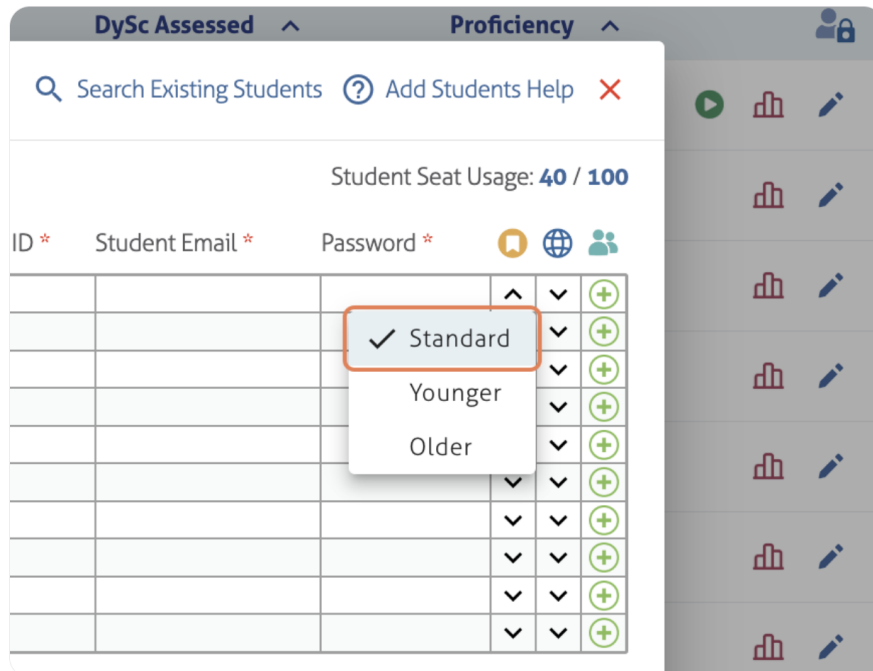 DySc Assessed Proficiency
Search Existing Students ? Add Students Help
Student Seat Usage: 40 / 100
ID * Student Email * Password *
Standard
Younger
Older